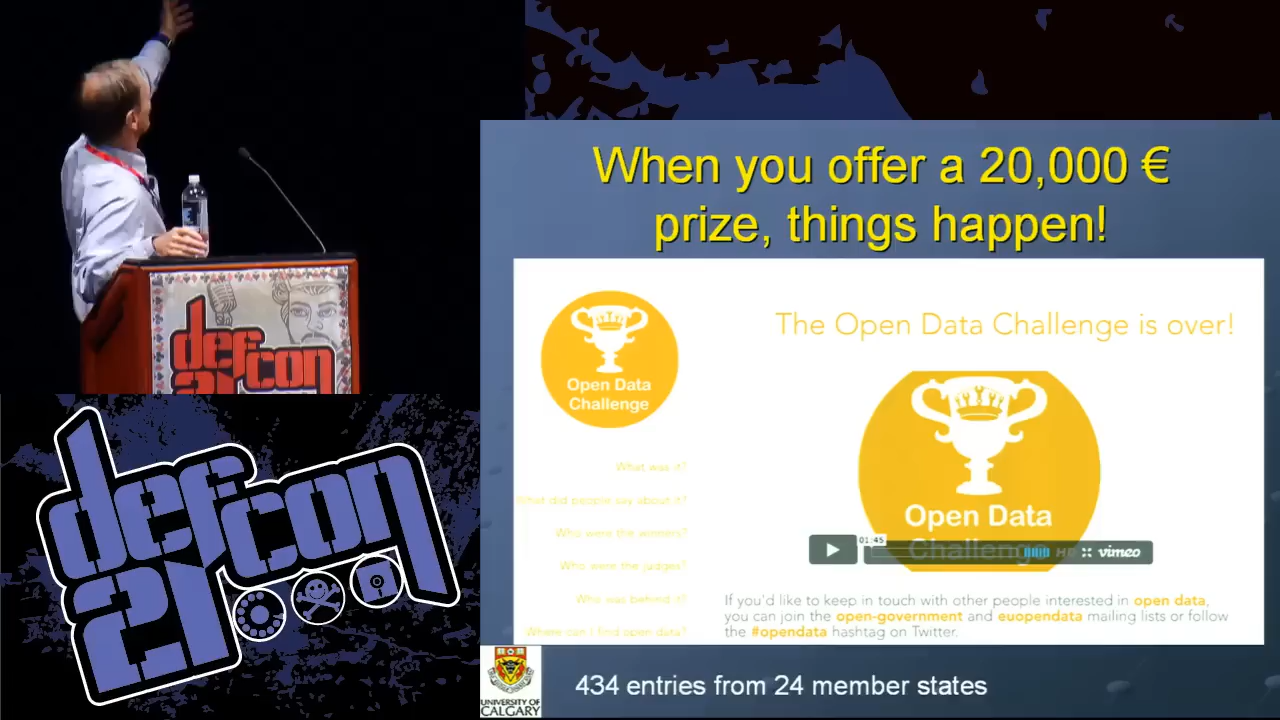 When you offer a 20,000 €
prize, things happen!
The Open Data Challenge is over!
Open Data
Challenge
What was it?
What did people say about it?
Who were the winners?
Who were the judges?
Who was behind it?
Where can I find open data?
Open Data
Challenge
01:45
HD
vimeo
If you'd like to keep in touch with other people interested in open data,
you can join the open-government and euopendata mailing lists or follow
the #opendata hashtag on Twitter.
UNIVERSITY OF
CALGARY
434 entries from 24 member states
defcon
21
defcon
21